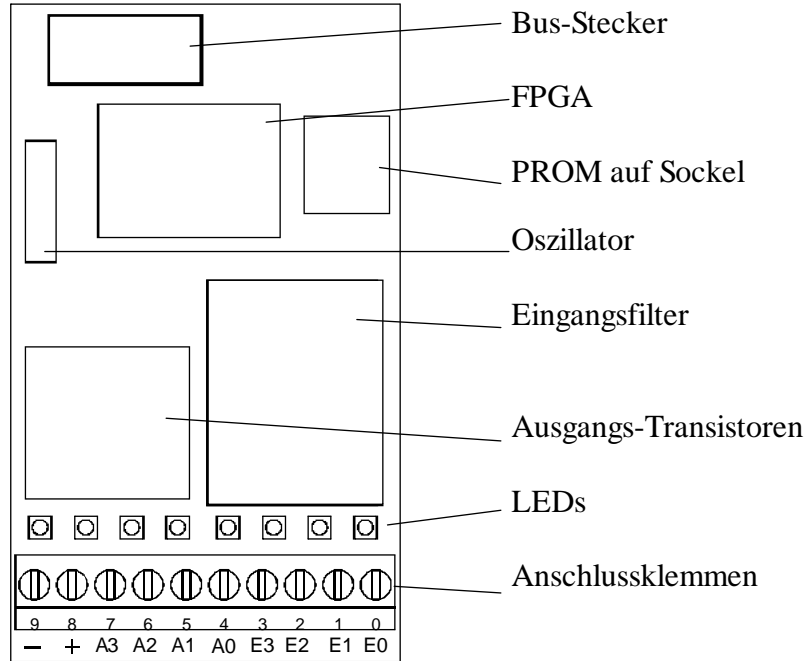 Bus-Stecker
FPGA
PROM auf Sockel
Oszillator
Eingangsfilter
Ausgangs-Transistoren
LEDs
Anschlussklemmen
9 8 7 6 5 4 3 2 1 0
– + A3 A2 A1 A0 E3 E2 E1 E0